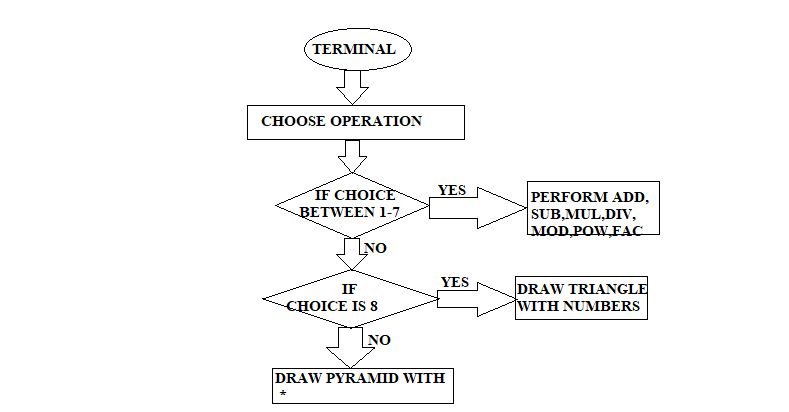 TERMINAL
CHOOSE OPERATION
IF CHOICE
BETWEEN 1-7
YES
PERFORM ADD,
SUB,MUL,DIV,
MOD,POW,FAC
NO
IF
CHOICE IS 8
YES
DRAW TRIANGLE
WITH NUMBERS
NO
DRAW PYRAMID WITH
*